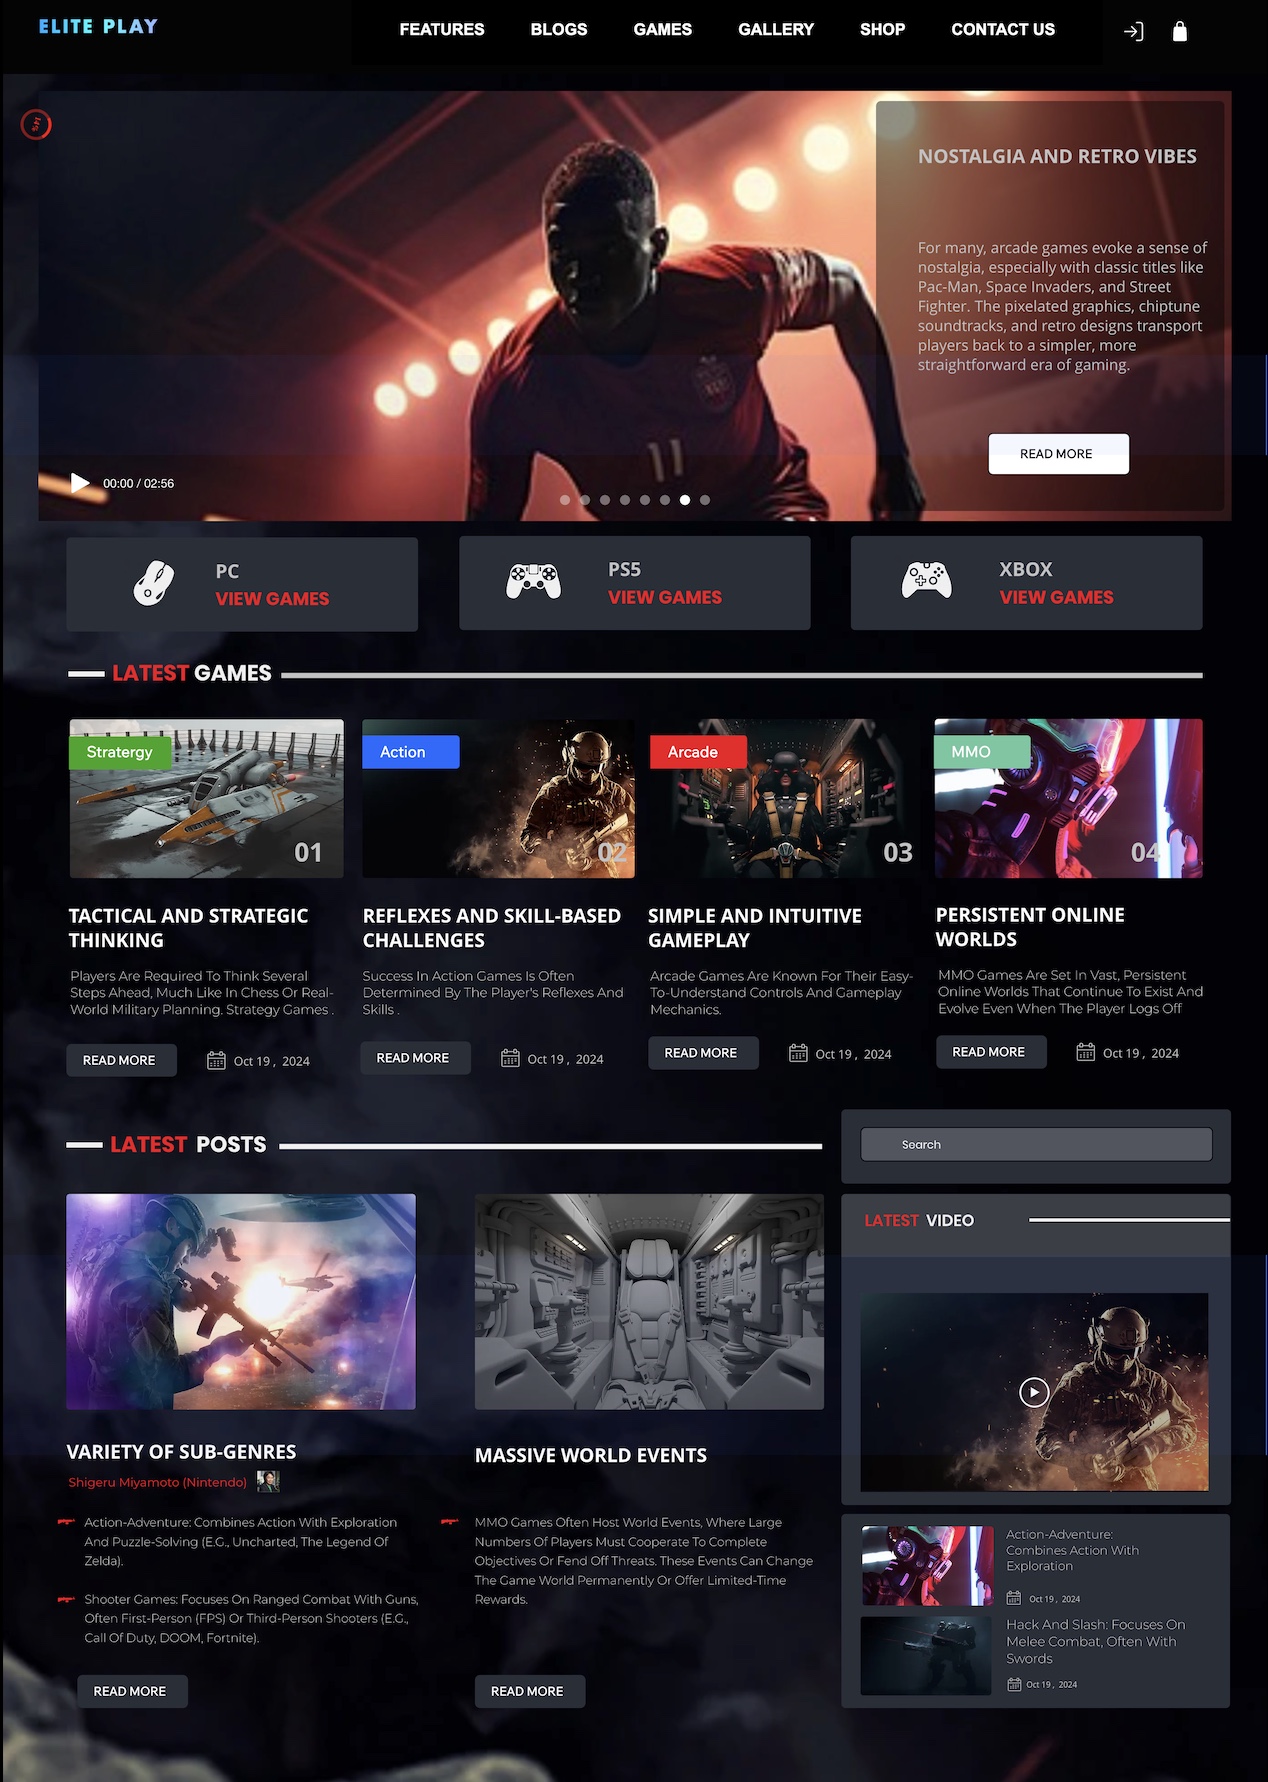 ELITE PLAY
FEATURES BLOGS GAMES GALLERY SHOP CONTACT US
NOSTALGIA AND RETRO VIBES
For many, arcade games evoke a sense of
nostalgia, especially with classic titles like
Pac-Man, Space Invaders, and Street
Fighter. The pixelated graphics, chiptune
soundtracks, and retro designs transport
players back to a simpler, more
straightforward era of gaming.
READ MORE
00:00 / 02:56
11
PC
VIEW GAMES
PS5
VIEW GAMES
XBOX
VIEW GAMES
LATEST GAMES
Stratergy
01
TACTICAL AND STRATEGIC
THINKING
Players Are Required To Think Several
Steps Ahead, Much Like In Chess Or Real-
World Military Planning. Strategy Games .
READ MORE
Oct 19 , 2024
Action
02
REFLEXES AND SKILL-BASED
CHALLENGES
Success In Action Games Is Often
Determined By The Player's Reflexes And
Skills .
READ MORE
Oct 19 , 2024
Arcade
03
SIMPLE AND INTUITIVE
GAMEPLAY
Arcade Games Are Known For Their Easy-
To-Understand Controls And Gameplay
Mechanics.
READ MORE
Oct 19 , 2024
MMO
04
PERSISTENT ONLINE
WORLDS
MMO Games Are Set In Vast, Persistent
Online Worlds That Continue To Exist And
Evolve Even When The Player Logs Off
READ MORE
Oct 19 , 2024
LATEST POSTS
VARIETY OF SUB-GENRES
Shigeru Miyamoto (Nintendo)
Action-Adventure: Combines Action With Exploration
And Puzzle-Solving (E.G., Uncharted, The Legend Of
Zelda).
Shooter Games: Focuses On Ranged Combat With Guns,
Often First-Person (FPS) Or Third-Person Shooters (E.G.,
Call Of Duty, DOOM, Fortnite).
READ MORE
MASSIVE WORLD EVENTS
MMO Games Often Host World Events, Where Large
Numbers Of Players Must Cooperate To Complete
Objectives Or Fend Off Threats. These Events Can Change
The Game World Permanently Or Offer Limited-Time
Rewards.
READ MORE
Search
LATEST VIDEO
Action-Adventure:
Combines Action With
Exploration
Oct 19 , 2024
Hack And Slash: Focuses On
Melee Combat, Often With
Swords
Oct 19 , 2024